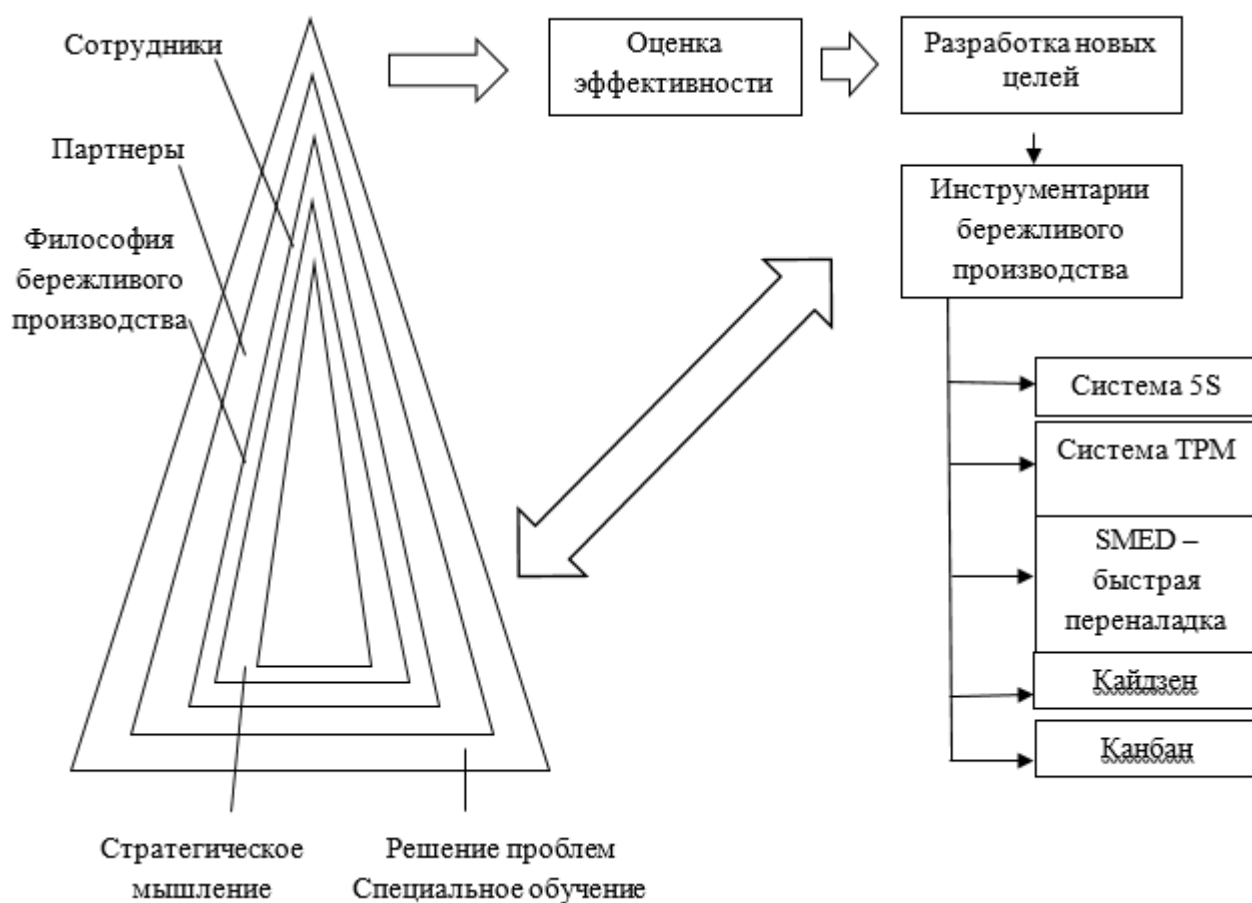 Сотрудники
Партнеры
Философия
бережливого
производства
Стратегическое
мышление
Решение проблем
Специальное обучение
Оценка
эффективности
Разработка новых
целей
Инструментарии
бережливого
производства
Система 5S
Система TPM
SMED –
быстрая
переналадка
Кайдзен
Канбан